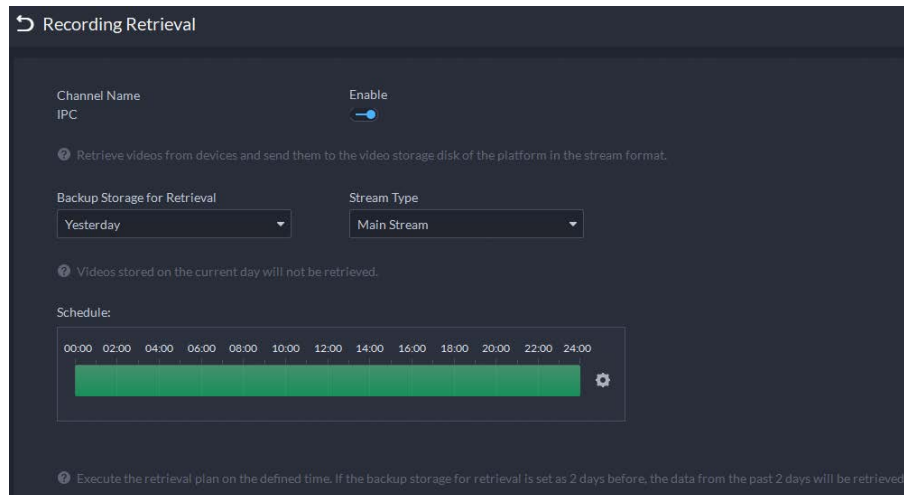 Recording Retrieval
Channel Name
Enable
IPC
Retrieve videos from devices and send them to the video storage disk of the platform in the stream format.
Backup Storage for Retrieval
Stream Type
Yesterday
Main Stream
Videos stored on the current day will not be retrieved.
Schedule:
00:00 02:00 04:00 06:00 08:00 10:00 12:00 14:00 16:00 18:00 20:00 22:00 24:00
Execute the retrieval plan on the defined time. If the backup storage for retrieval is set as 2 days before, the data from the past 2 days will be retrieved